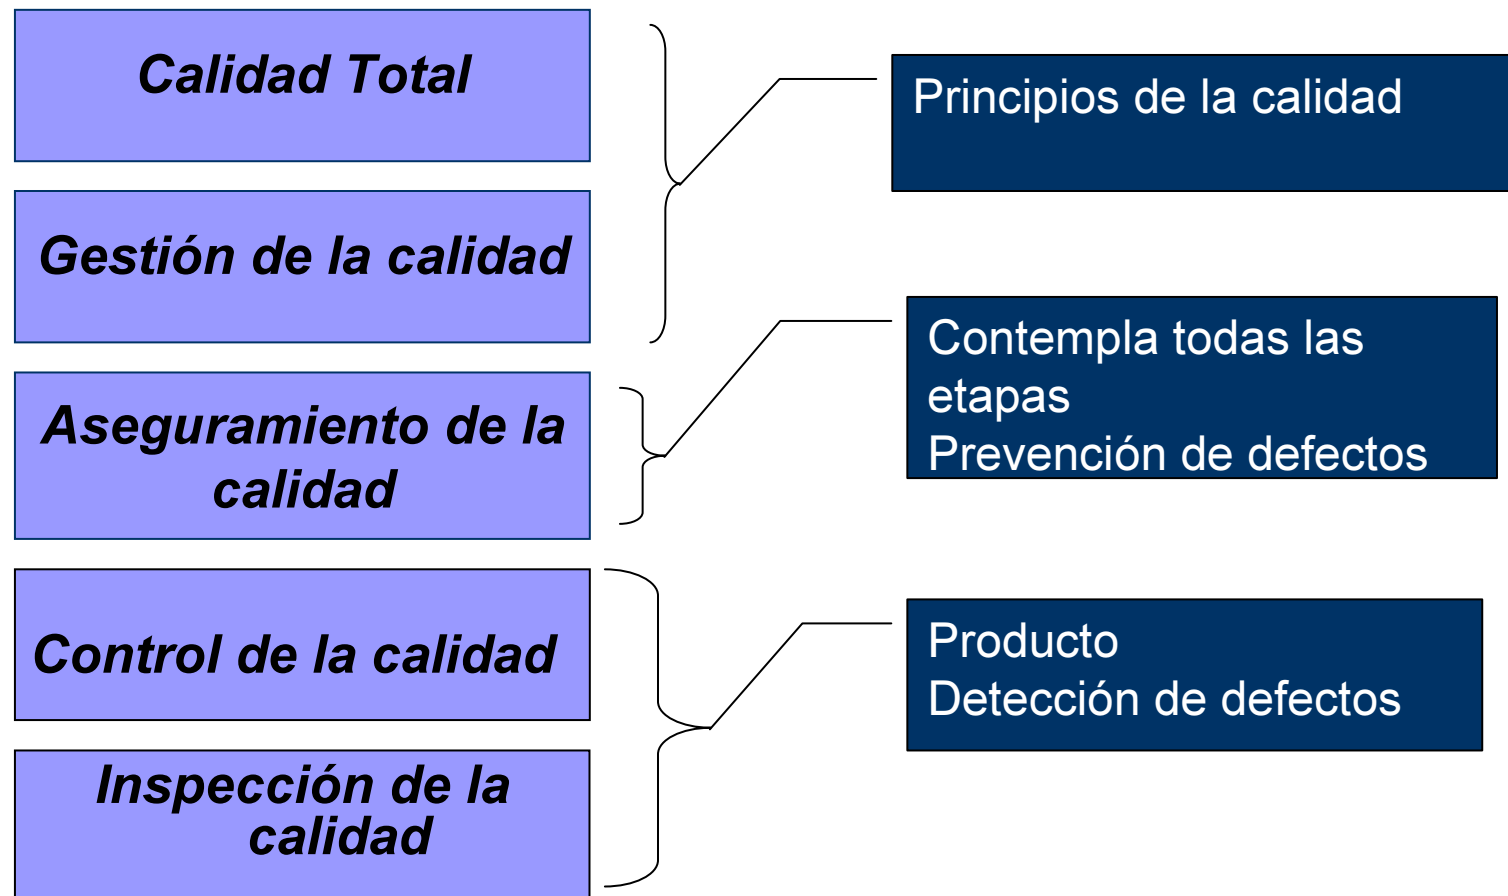 Calidad Total
Principios de la calidad
Gestión de la calidad
Contempla todas las
etapas
Prevención de defectos
Aseguramiento de la
calidad
Control de la calidad
Producto
Detección de defectos
Inspección de la
calidad